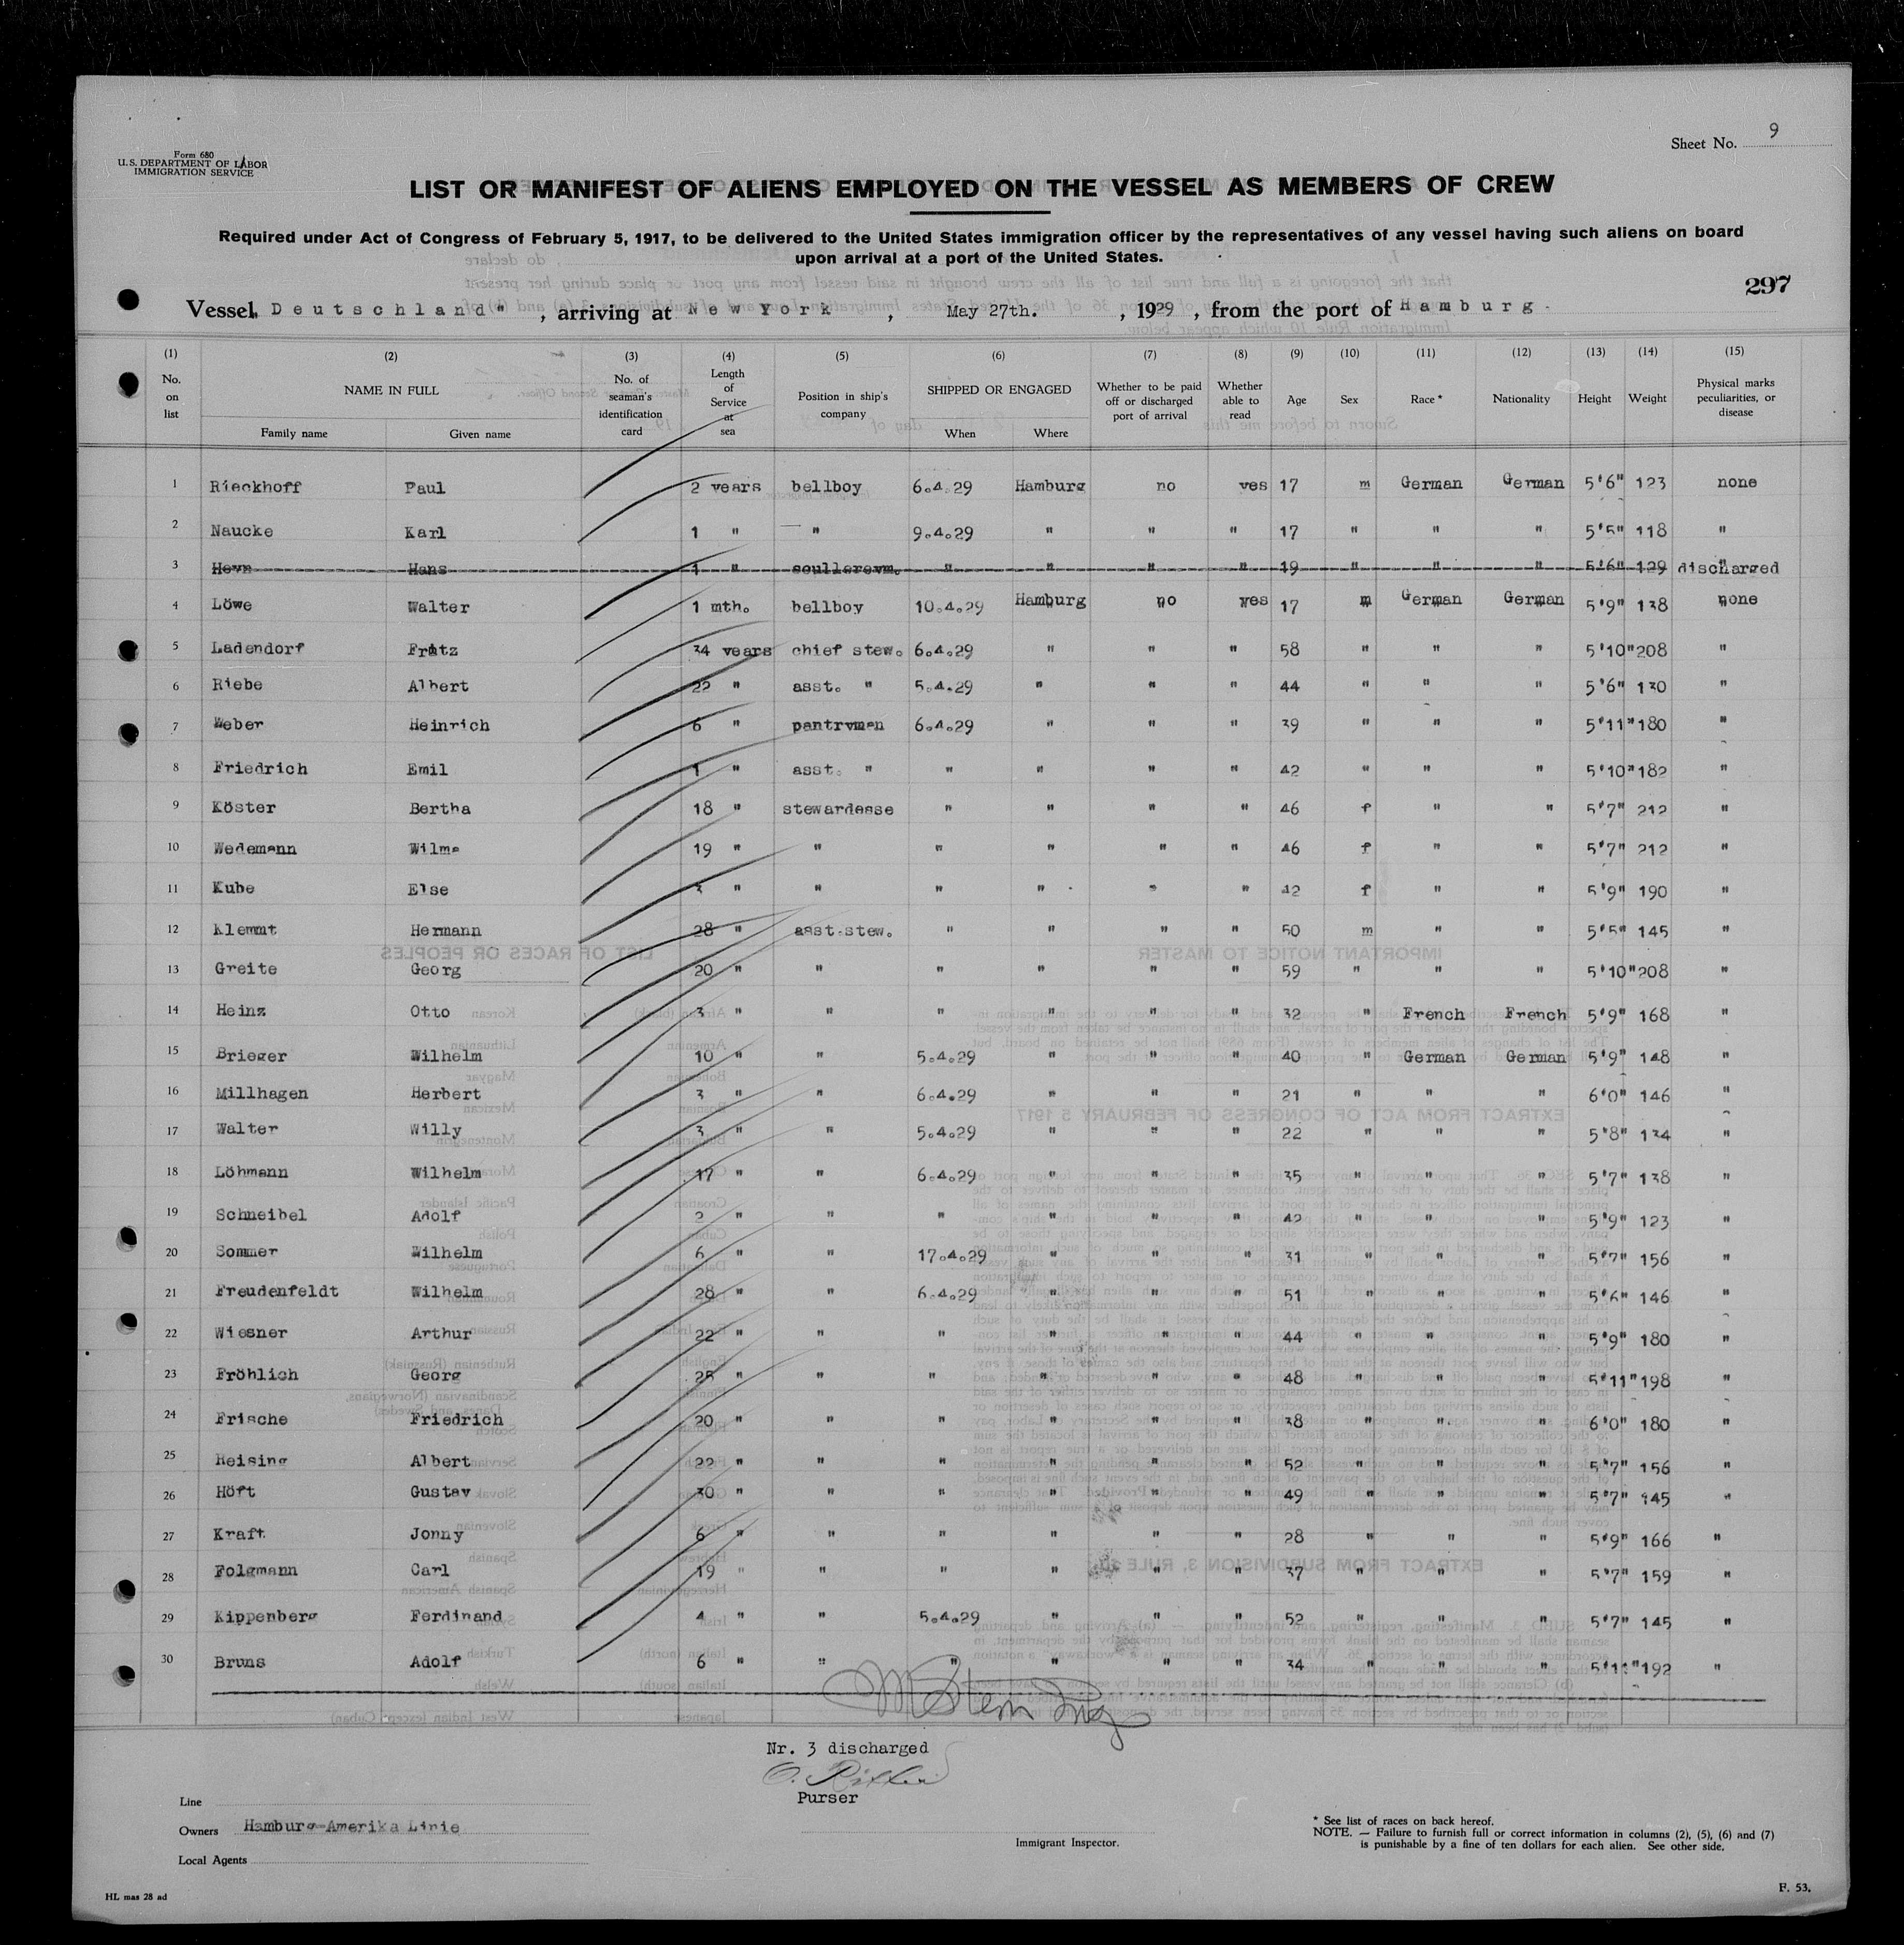 Sheet No. 9
Form 680
U.S. DEPARTMENT OF LABOR
IMMIGRATION SERVICE
LIST OR MANIFEST OF ALIENS EMPLOYED ON THE VESSEL AS MEMBERS OF CREW
Required under Act of Congress of February 5, 1917, to be delivered to the United States immigration officer by the representatives of any vessel having such aliens on board
upon arrival at a port of the United States.
297
Vessel "Deutschland" , arriving at New York , May 27th. , 1929 , from the port of Hamburg.
(1) (2) (3) (4) (5) (6) (7) (8) (9) (10) (11) (12) (13) (14) (15)
No. on list NAME IN FULL No. of seaman's identification card Length of Service at sea Position in ship's company SHIPPED OR ENGAGED Whether to be paid off or discharged port of arrival Whether able to read Age Sex Race * Nationality Height Weight Physical marks peculiarities, or disease
Family name Given name When Where
1 Rieckhoff Paul 2 years bellboy 6.4.29 Hamburg no yes 17 m German German 5'6" 123 none
2 Naucke Karl 1 " " 9.4.29 " " " 17 " " " 5'5" 118 "
3 Heyn Hans 1 " scullerym. " " " " 19 " " " 5'6" 129 discharged
4 Löwe Walter 1 mth. bellboy 10.4.29 Hamburg no yes 17 m German German 5'9" 138 none
5 Ladendorf Fritz 34 years chief stew. 6.4.29 " " " 58 " " " 5'10" 208 "
6 Riebe Albert 22 " asst. " 5.4.29 " " " 44 " " " 5'6" 130 "
7 Weber Heinrich 6 " pantryman 6.4.29 " " " 39 " " " 5'11" 180 "
8 Friedrich Emil 1 " asst. " " " " " 42 " " " 5'10" 182 "
9 Köster Bertha 18 " stewardesse " " " " 46 f " " 5'7" 212 "
10 Wedemann Wilma 19 " " " " " " 46 f " " 5'7" 212 "
11 Kube Else 3 " " " " " " 42 f " " 5'9" 190 "
12 Klemmt Hermann 28 " asst.stew. " " " " 50 m " " 5'5" 145 "
13 Greite Georg 20 " " " " " " 59 " " " 5'10" 208 "
14 Heinz Otto 3 " " " " " " 32 " French French 5'9" 168 "
15 Brieger Wilhelm 10 " " 5.4.29 " " " 40 " German German 5'9" 148 "
16 Millhagen Herbert 3 " " 6.4.29 " " " 21 " " " 6'0" 146 "
17 Walter Willy 3 " " 5.4.29 " " " 22 " " " 5'8" 134 "
18 Löhmann Wilhelm 17 " " 6.4.29 " " " 35 " " " 5'7" 138 "
19 Schneibel Adolf 2 " " " " " " 42 " " " 5'9" 123 "
20 Sommer Wilhelm 6 " " 17.4.29 " " " 31 " " " 5'7" 156 "
21 Freudenfeldt Wilhelm 28 " " 6.4.29 " " " 51 " " " 5'6" 146 "
22 Wiesner Arthur 22 " " " " " " 44 " " " 5'9" 180 "
23 Fröhlich Georg 25 " " " " " " 48 " " " 5'11" 198 "
24 Frische Friedrich 20 " " " " " " 38 " " " 6'0" 180 "
25 Heising Albert 22 " " " " " " 52 " " " 5'7" 156 "
26 Höft Gustav 30 " " " " " " 49 " " " 5'7" 145 "
27 Kraft Jonny 6 " " " " " " 28 " " " 5'9" 166 "
28 Folgmann Carl 19 " " " " " " 37 " " " 5'7" 159 "
29 Kippenberg Ferdinand 4 " " 5.4.29 " " " 52 " " " 5'7" 145 "
30 Bruns Adolf 6 " " " " " " 34 " " " 5'11" 192 "
Nr. 3 discharged
O. Ritter
Purser
Line
Owners Hamburg-Amerika Linie
Local Agents
Immigrant Inspector.
* See list of races on back hereof.
NOTE. — Failure to furnish full or correct information in columns (2), (5), (6) and (7)
is punishable by a fine of ten dollars for each alien. See other side.
HL mas 28 ad
F. 53.